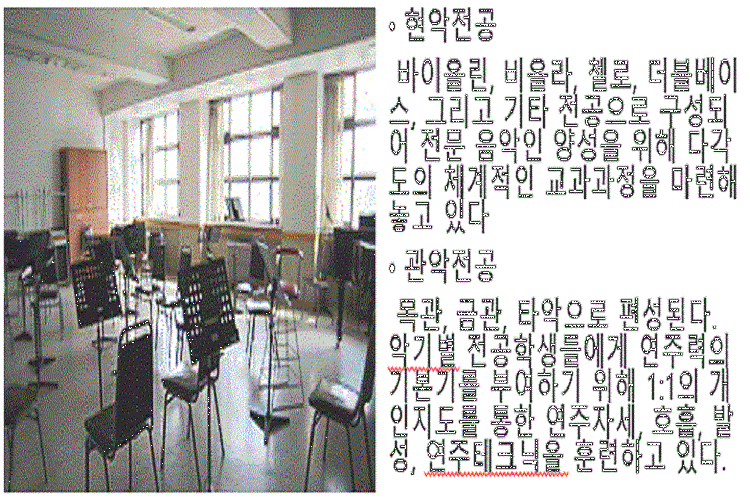 ◦ 현악전공
바이올린, 비올라, 첼로, 더블베이
스, 그리고 기타 전공으로 구성되
어 전문 음악인 양성을 위해 다각
도의 체계적인 교과과정을 마련해
놓고 있다
◦ 관악전공
목관, 금관, 타악으로 편성된다.
악기별 전공학생들에게 연주력의
기본기를 부여하기 위해 1:1의 개
인지도를 통한 연주자세, 호흡, 발
성, 연주테크닉을 훈련하고 있다.